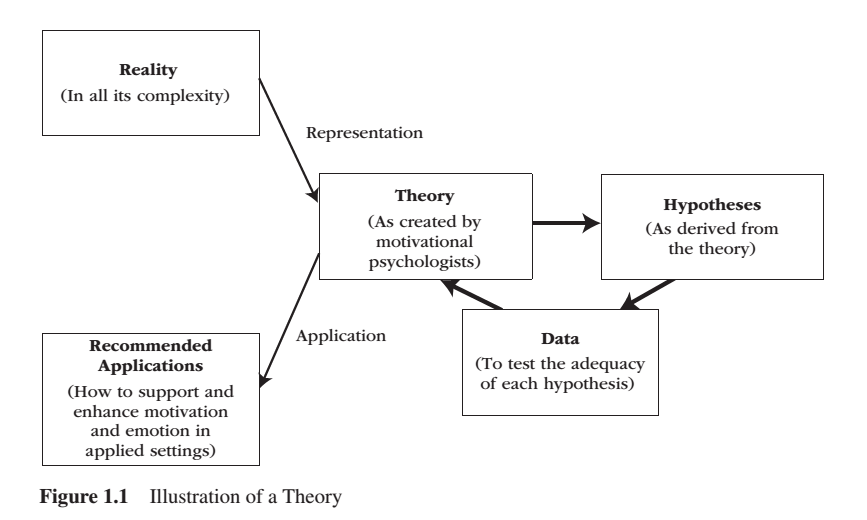 Reality
(In all its complexity)
Representation
Theory
(As created by
motivational
psychologists)
Hypotheses
(As derived from
the theory)
Application
Data
(To test the adequacy
of each hypothesis)
Recommended
Applications
(How to support and
enhance motivation
and emotion in
applied settings)
Figure 1.1 Illustration of a Theory